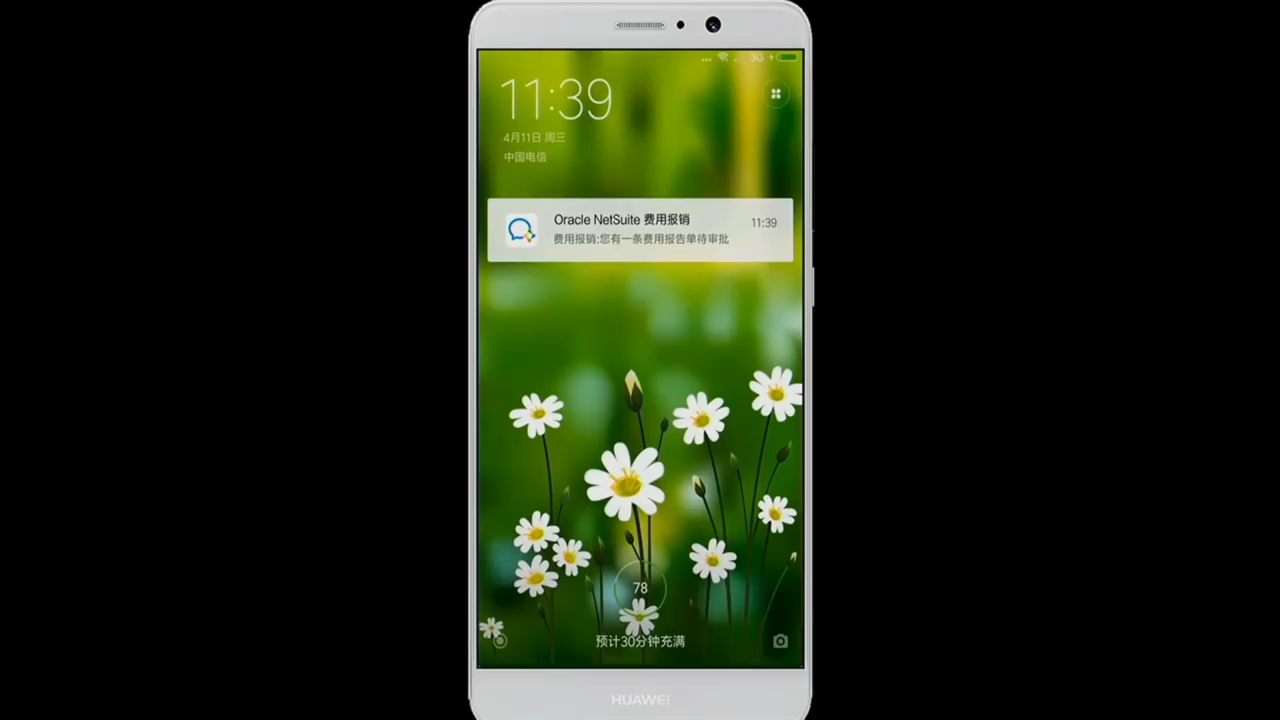 3G
11:39
4月11日 周三
中国电信
Oracle NetSuite 费用报销
11:39
费用报销:您有一条费用报告单待审批
78
预计30分钟充满
HUAWEI